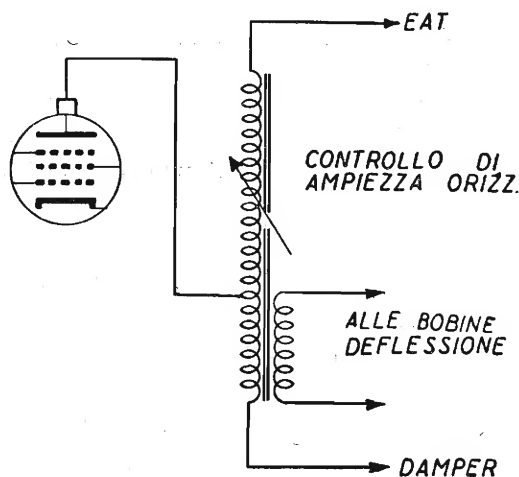 EAT
CONTROLLO DI
AMPIEZZA ORIZZ.
ALLE BOBINE
DEFLESSIONE
DAMPER